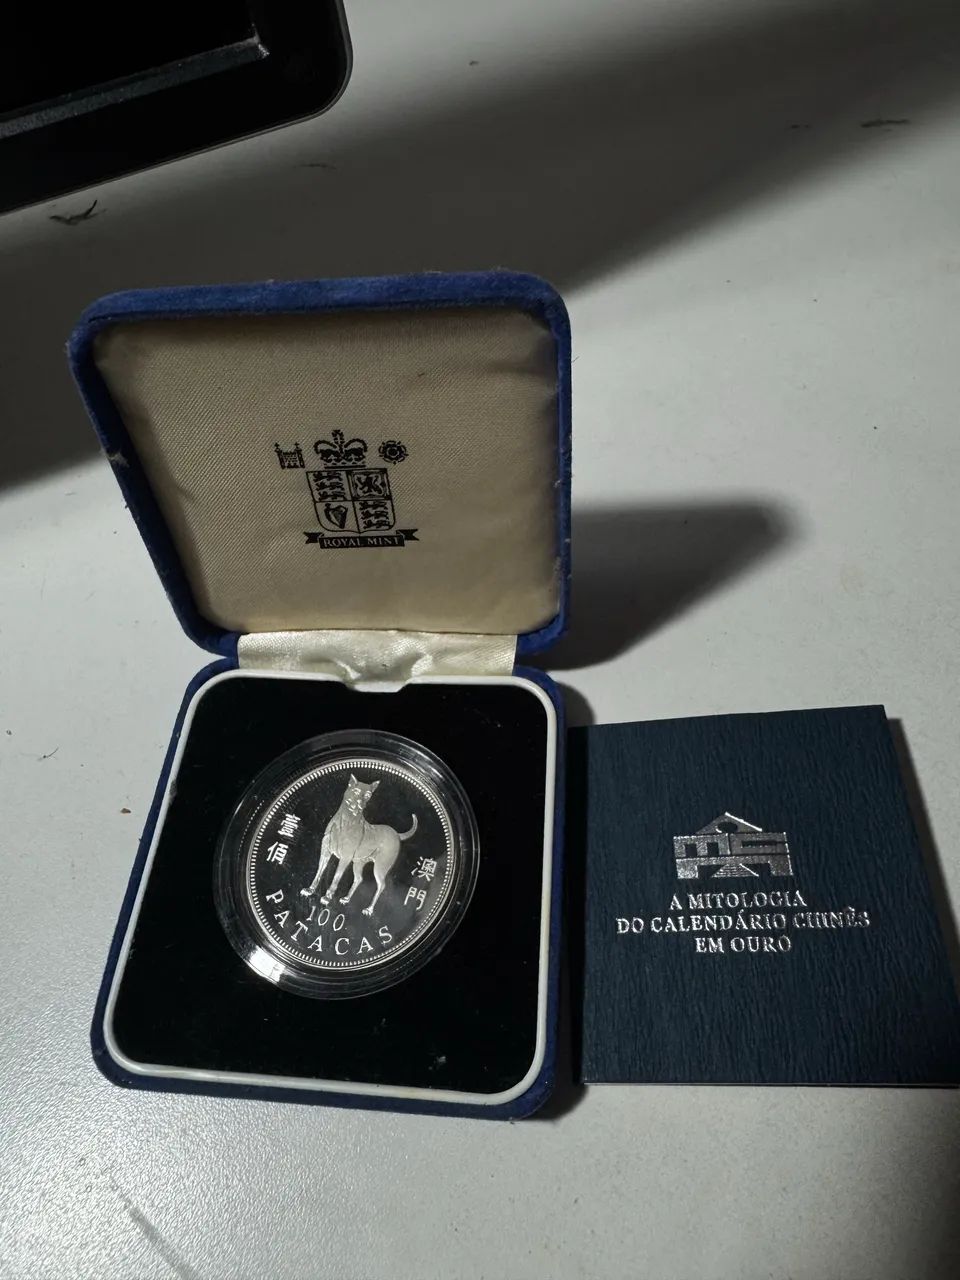 ROYAL MINT
壹佰
澳門
100
PATACAS
A MITOLOGIA
DO CALENDÁRIO CHINÊS
EM OURO